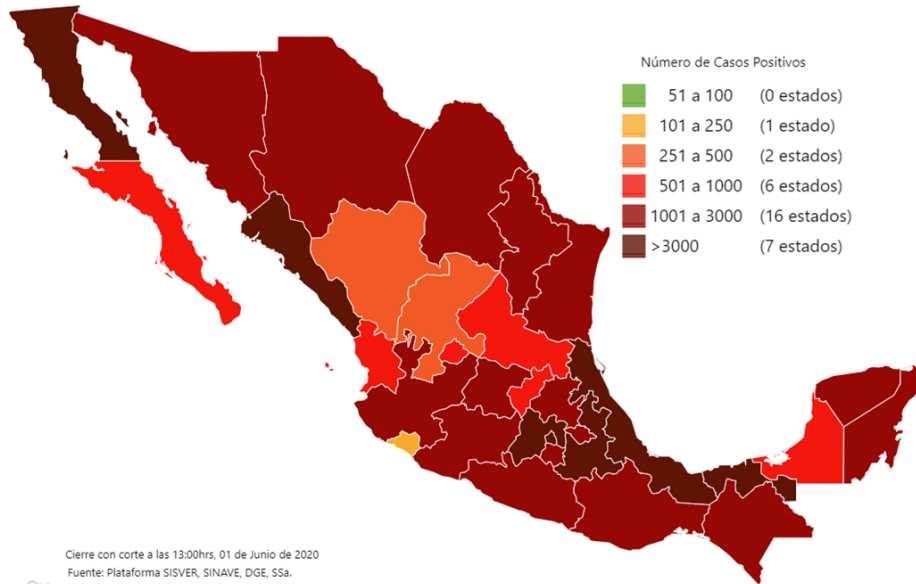 Número de Casos Positivos
51 a 100 (0 estados)
101 a 250 (1 estado)
251 a 500 (2 estados)
501 a 1000 (6 estados)
1001 a 3000 (16 estados)
>3000 (7 estados)
Cierre con corte a las 13:00hrs, 01 de Junio de 2020
Fuente: Plataforma SISVER, SINAVE, DGE, SSa.